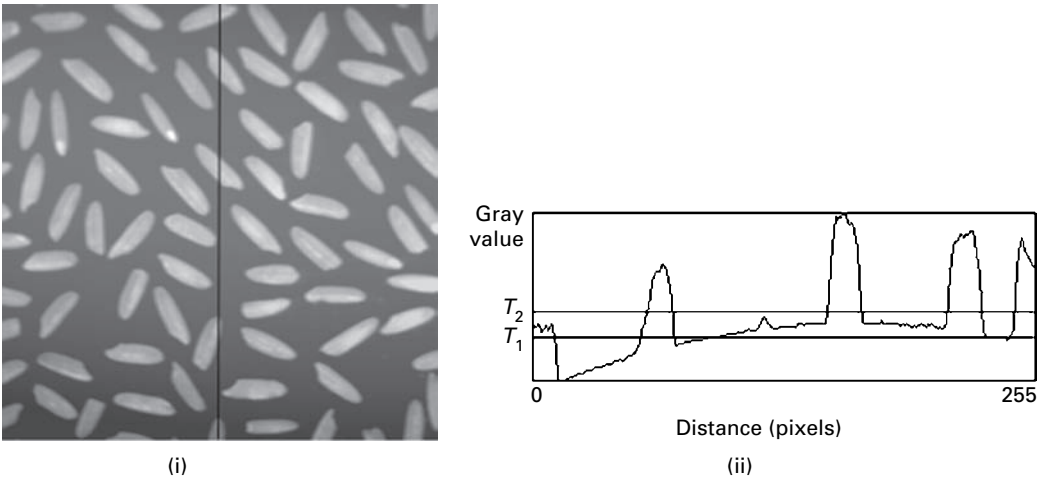 Gray
value
T₂
T₁
0
255
Distance (pixels)
(i)
(ii)